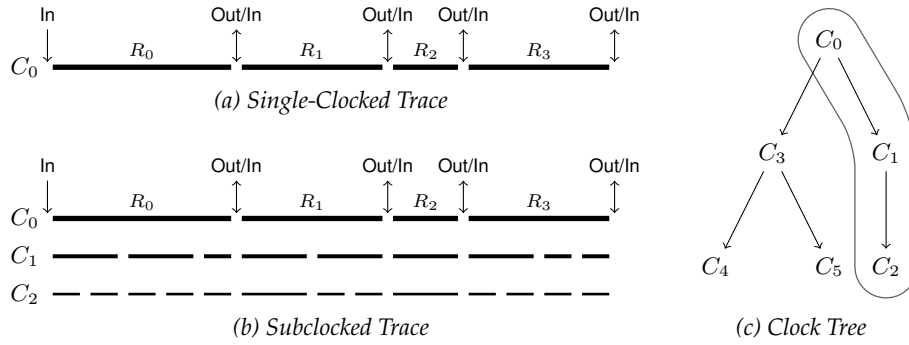 In Out/In Out/In Out/In Out/In
R0 R1 R2 R3
C0
(a) Single-Clocked Trace
In Out/In Out/In Out/In Out/In
R0 R1 R2 R3
C0
C1
C2
(b) Subclocked Trace
C0
C3 C1
C4 C5 C2
(c) Clock Tree